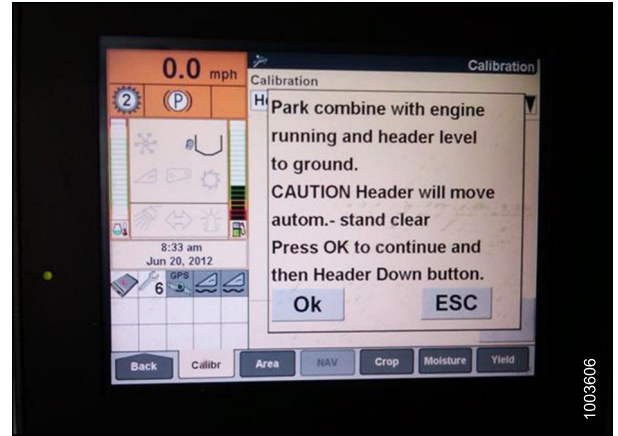 0.0 mph
Calibration
Calibration
2
P
He
Park combine with engine
running and header level
to ground.
CAUTION Header will move
autom.- stand clear
Press OK to continue and
then Header Down button.
Ok
ESC
8:33 am
Jun 20, 2012
6
GPS
Back
Calibr
Area
NAV
Crop
Moisture
Yield
1003606